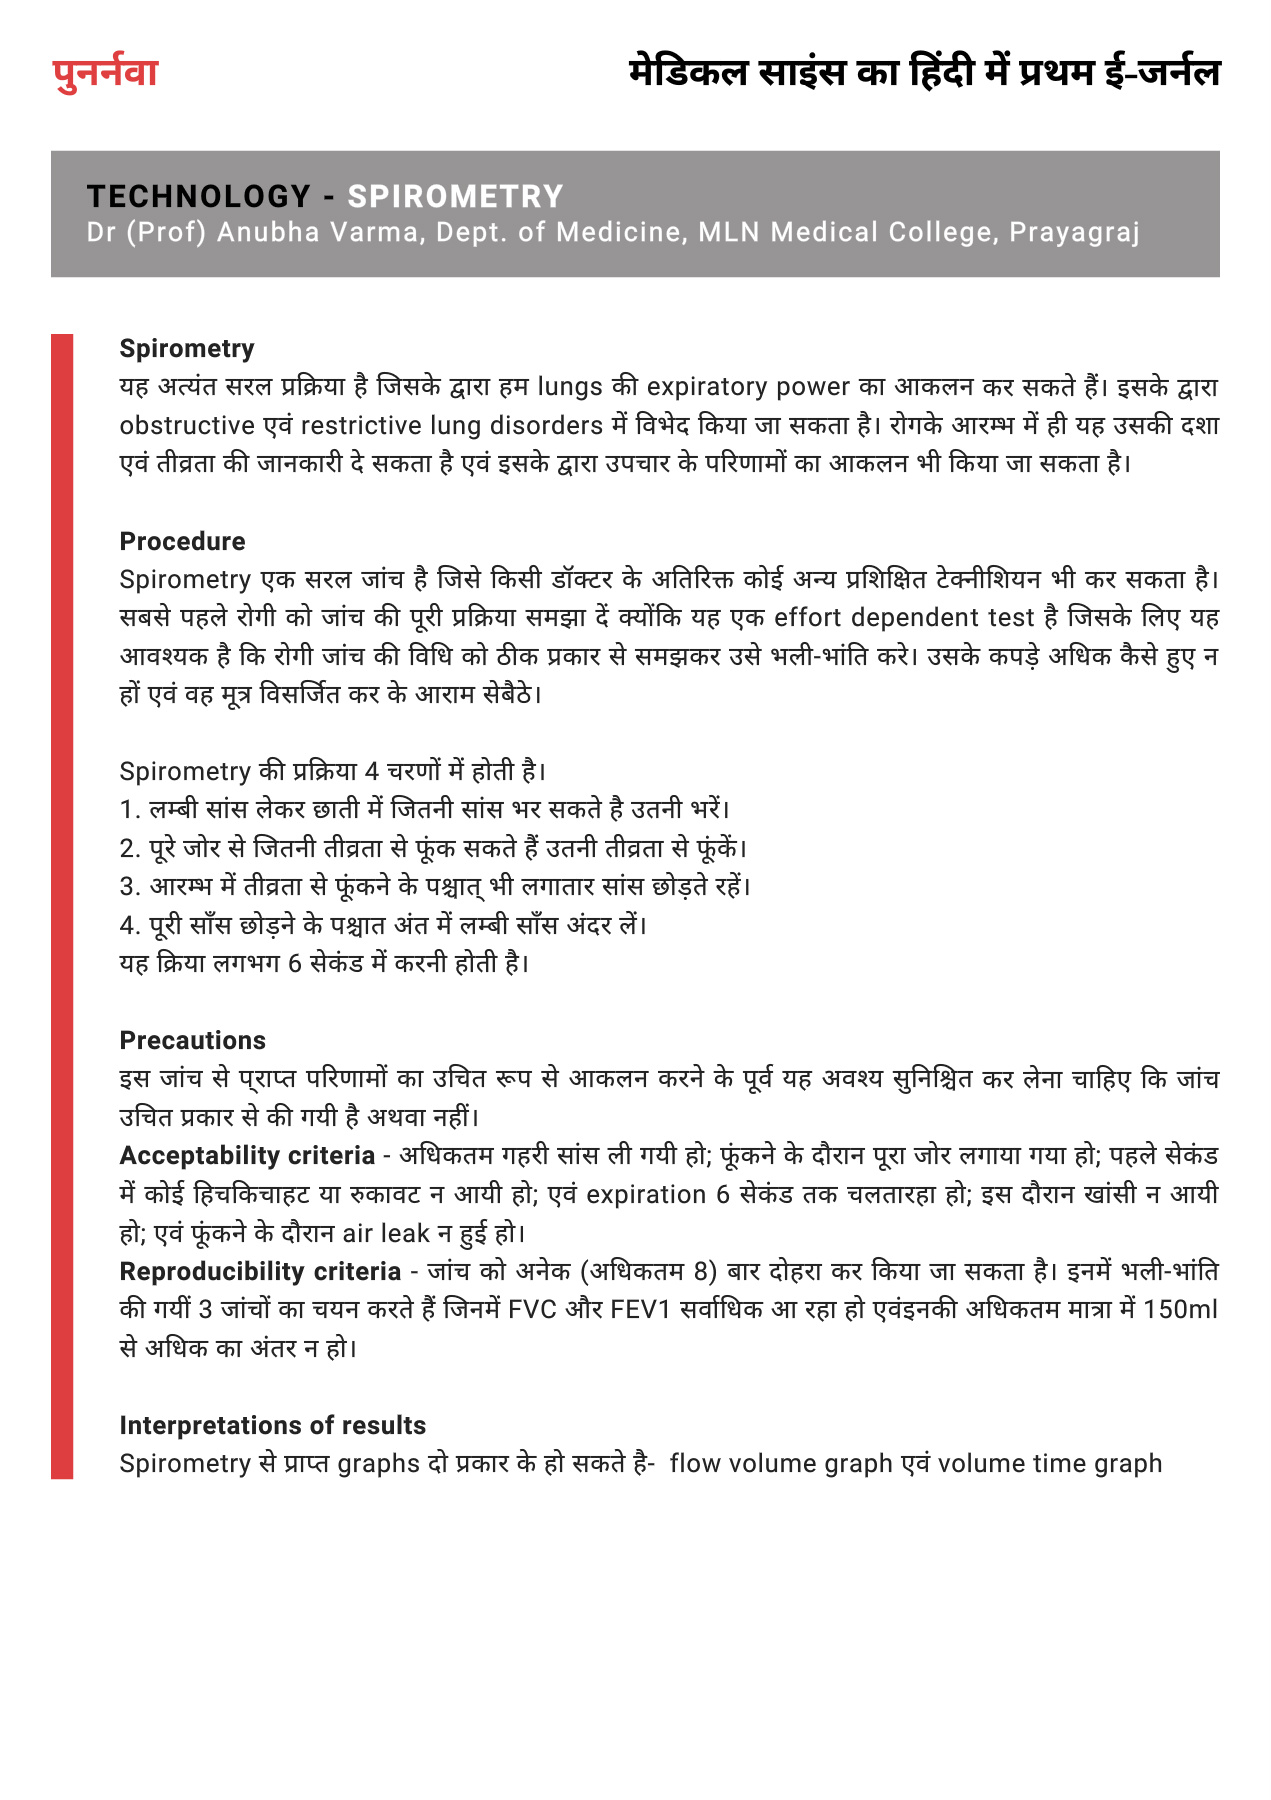 पुनर्नवा
मेडिकल साइंस का हिंदी में प्रथम ई-जर्नल
TECHNOLOGY - SPIROMETRY
Dr (Prof) Anubha Varma, Dept. of Medicine, MLN Medical College, Prayagraj
Spirometry
यह अत्यंत सरल प्रक्रिया है जिसके द्वारा हम lungs की expiratory power का आकलन कर सकते हैं। इसके द्वारा
obstructive एवं restrictive lung disorders में विभेद किया जा सकता है। रोगके आरम्भ में ही यह उसकी दशा
एवं तीव्रता की जानकारी दे सकता है एवं इसके द्वारा उपचार के परिणामों का आकलन भी किया जा सकता है।
Procedure
Spirometry एक सरल जांच है जिसे किसी डॉक्टर के अतिरिक्त कोई अन्य प्रशिक्षित टेक्नीशियन भी कर सकता है।
सबसे पहले रोगी को जांच की पूरी प्रक्रिया समझा दें क्योंकि यह एक effort dependent test है जिसके लिए यह
आवश्यक है कि रोगी जांच की विधि को ठीक प्रकार से समझकर उसे भली-भांति करे। उसके कपड़े अधिक कैसे हुए न
हों एवं वह मूत्र विसर्जित कर के आराम सेबैठे।
Spirometry की प्रक्रिया 4 चरणों में होती है।
1. लम्बी सांस लेकर छाती में जितनी सांस भर सकते है उतनी भरें।
2. पूरे जोर से जितनी तीव्रता से फूंक सकते हैं उतनी तीव्रता से फूंकें।
3. आरम्भ में तीव्रता से फूंकने के पश्चात् भी लगातार सांस छोड़ते रहें।
4. पूरी साँस छोड़ने के पश्चात अंत में लम्बी साँस अंदर लें।
यह क्रिया लगभग 6 सेकंड में करनी होती है।
Precautions
इस जांच से प्राप्त परिणामों का उचित रूप से आकलन करने के पूर्व यह अवश्य सुनिश्चित कर लेना चाहिए कि जांच
उचित प्रकार से की गयी है अथवा नहीं।
Acceptability criteria - अधिकतम गहरी सांस ली गयी हो; फूंकने के दौरान पूरा जोर लगाया गया हो; पहले सेकंड
में कोई हिचकिचाहट या रुकावट न आयी हो; एवं expiration 6 सेकंड तक चलतारहा हो; इस दौरान खांसी न आयी
हो; एवं फूंकने के दौरान air leak न हुई हो।
Reproducibility criteria - जांच को अनेक (अधिकतम 8) बार दोहरा कर किया जा सकता है। इनमें भली-भांति
की गयीं 3 जांचों का चयन करते हैं जिनमें FVC और FEV1 सर्वाधिक आ रहा हो एवंइनकी अधिकतम मात्रा में 150ml
से अधिक का अंतर न हो।
Interpretations of results
Spirometry से प्राप्त graphs दो प्रकार के हो सकते है- flow volume graph एवं volume time graph